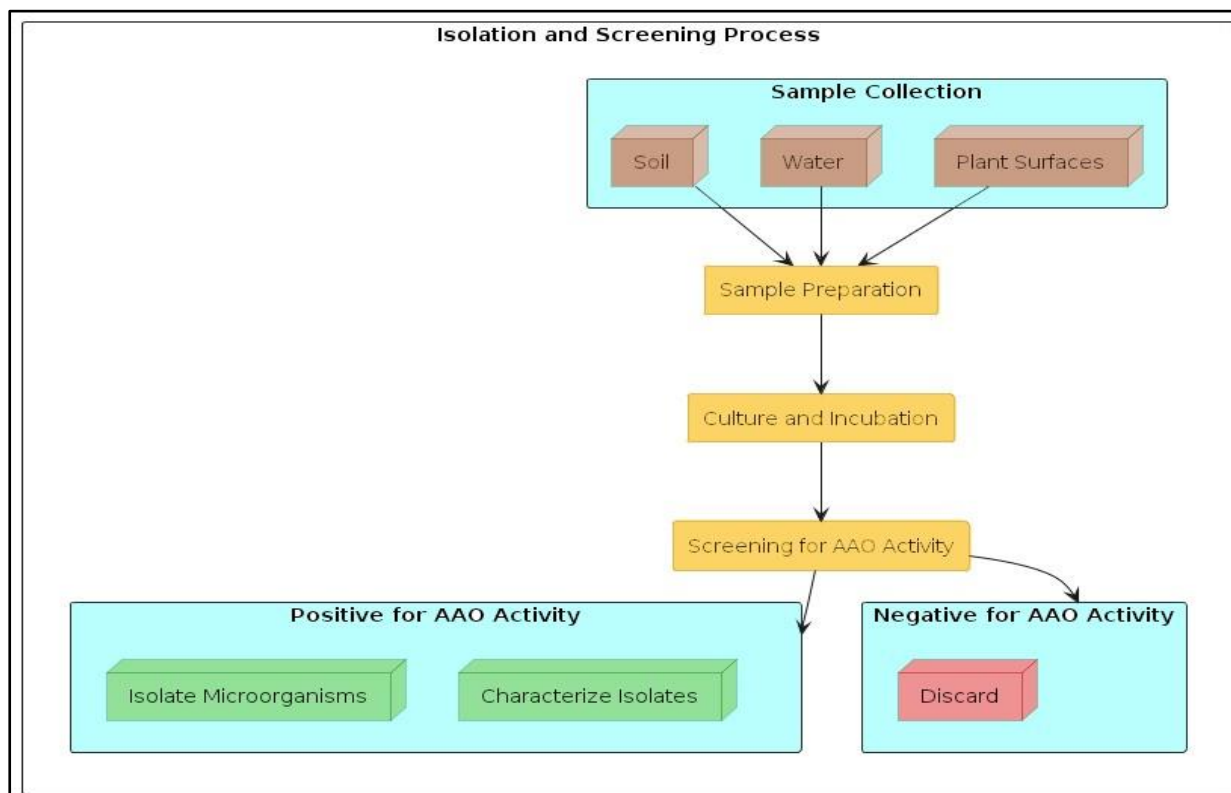 Isolation and Screening Process
Sample Collection
Soil
Water
Plant Surfaces
Sample Preparation
Culture and Incubation
Screening for AAO Activity
Positive for AAO Activity
Isolate Microorganisms
Characterize Isolates
Negative for AAO Activity
Discard